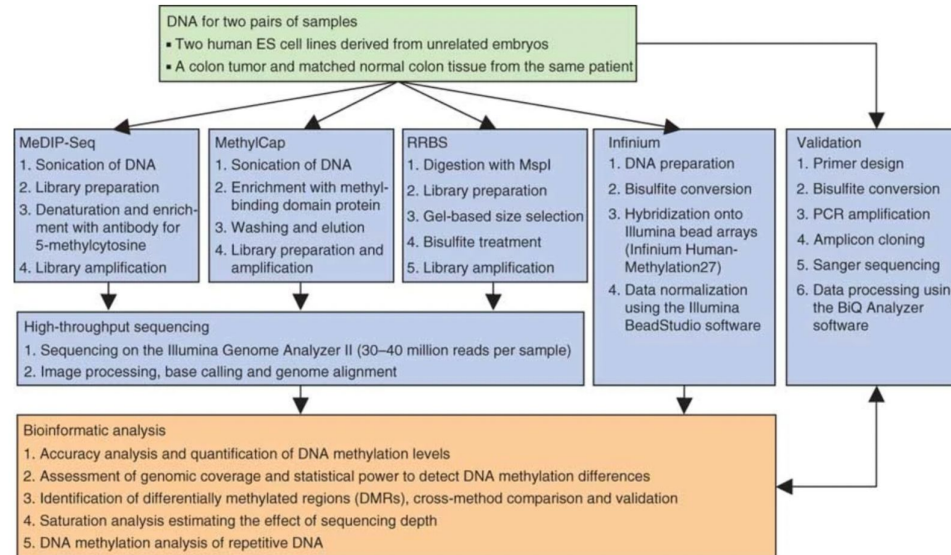 DNA for two pairs of samples
▪ Two human ES cell lines derived from unrelated embryos
▪ A colon tumor and matched normal colon tissue from the same patient
MeDIP-Seq
1. Sonication of DNA
2. Library preparation
3. Denaturation and enrich-
ment with antibody for
5-methylcytosine
4. Library amplification
MethylCap
1. Sonication of DNA
2. Enrichment with methyl-
binding domain protein
3. Washing and elution
4. Library preparation and
amplification
RRBS
1. Digestion with MspI
2. Library preparation
3. Gel-based size selection
4. Bisulfite treatment
5. Library amplification
Infinium
1. DNA preparation
2. Bisulfite conversion
3. Hybridization onto
Illumina bead arrays
(Infinium Human-
Methylation27)
4. Data normalization
using the Illumina
BeadStudio software
Validation
1. Primer design
2. Bisulfite conversion
3. PCR amplification
4. Amplicon cloning
5. Sanger sequencing
6. Data processing using
the BiQ Analyzer
software
High-throughput sequencing
1. Sequencing on the Illumina Genome Analyzer II (30–40 million reads per sample)
2. Image processing, base calling and genome alignment
Bioinformatic analysis
1. Accuracy analysis and quantification of DNA methylation levels
2. Assessment of genomic coverage and statistical power to detect DNA methylation differences
3. Identification of differentially methylated regions (DMRs), cross-method comparison and validation
4. Saturation analysis estimating the effect of sequencing depth
5. DNA methylation analysis of repetitive DNA